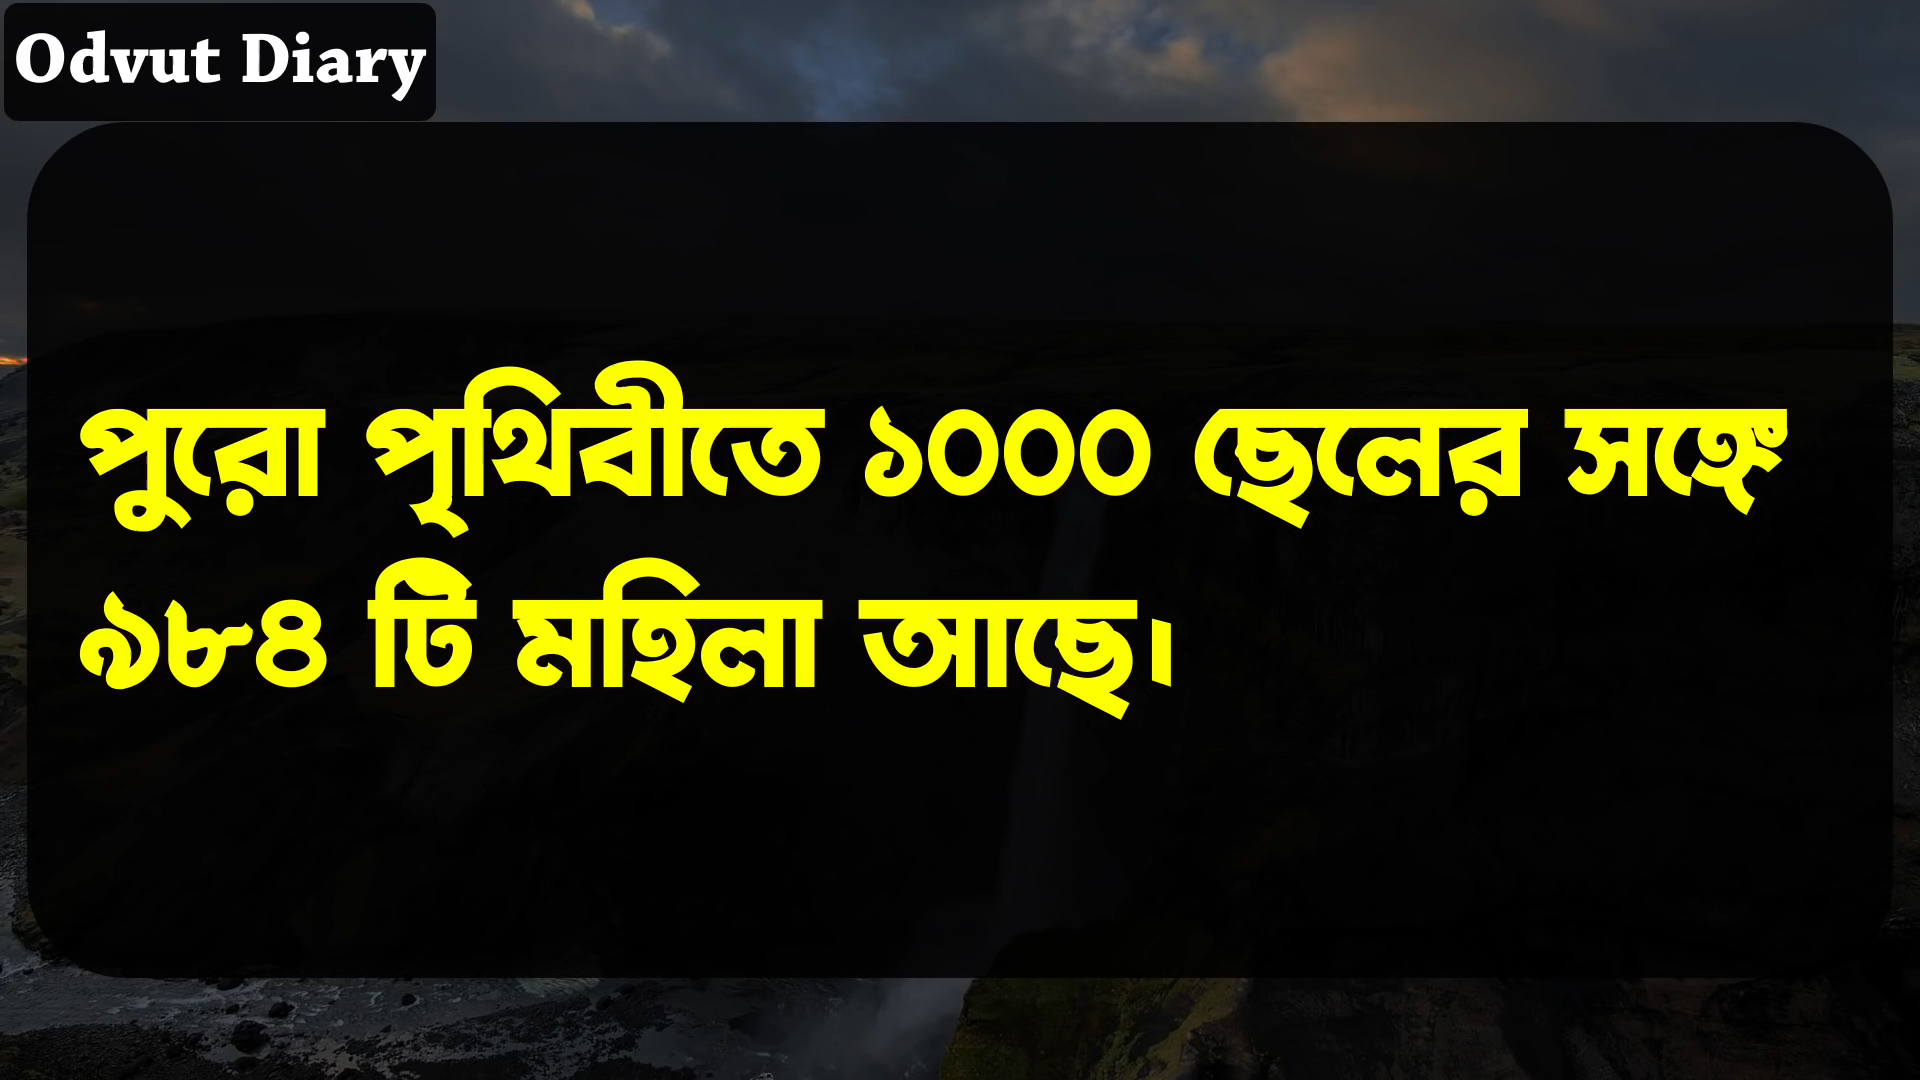 Odvut Diary
পুরো পৃথিবীতে ১০০০ ছেলের সঙ্গে
৯৮৪ টি মহিলা আছে।